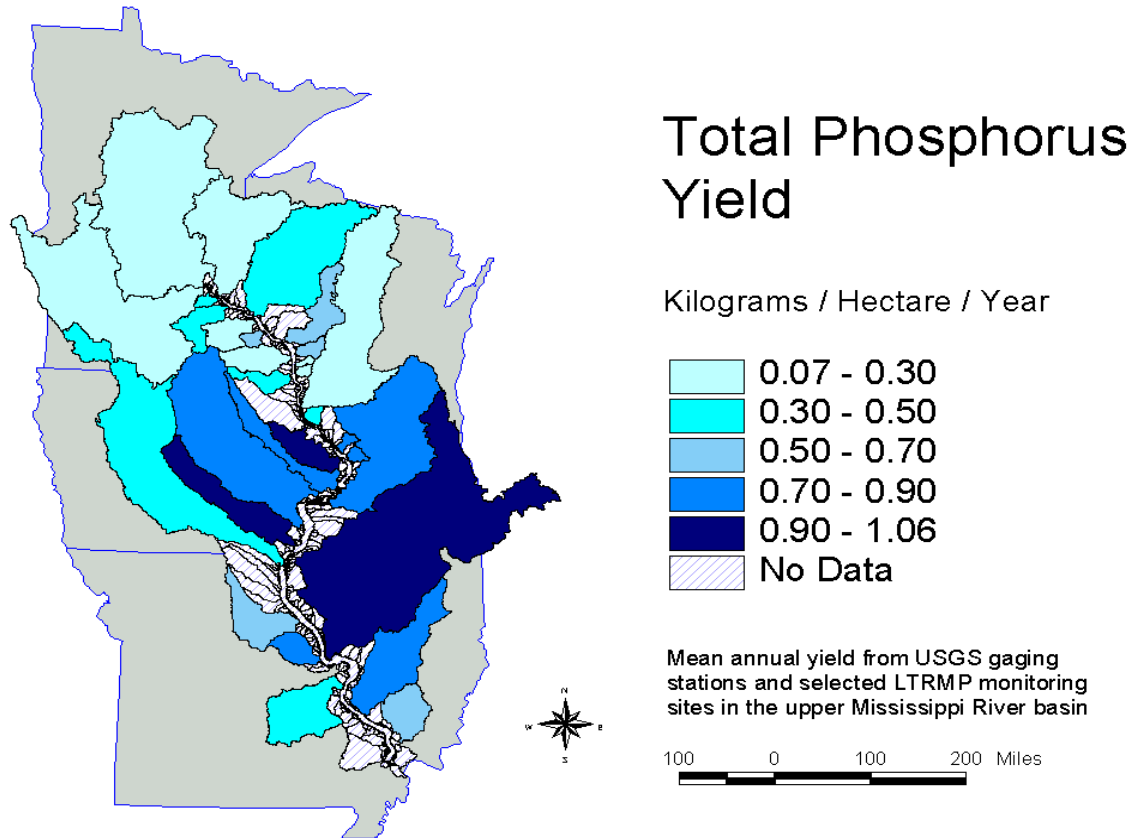 Total Phosphorus
Yield
Kilograms / Hectare / Year
0.07 - 0.30
0.30 - 0.50
0.50 - 0.70
0.70 - 0.90
0.90 - 1.06
No Data
Mean annual yield from USGS gaging
stations and selected LTRMP monitoring
sites in the upper Mississippi River basin
N
W E
S
100 0 100 200 Miles